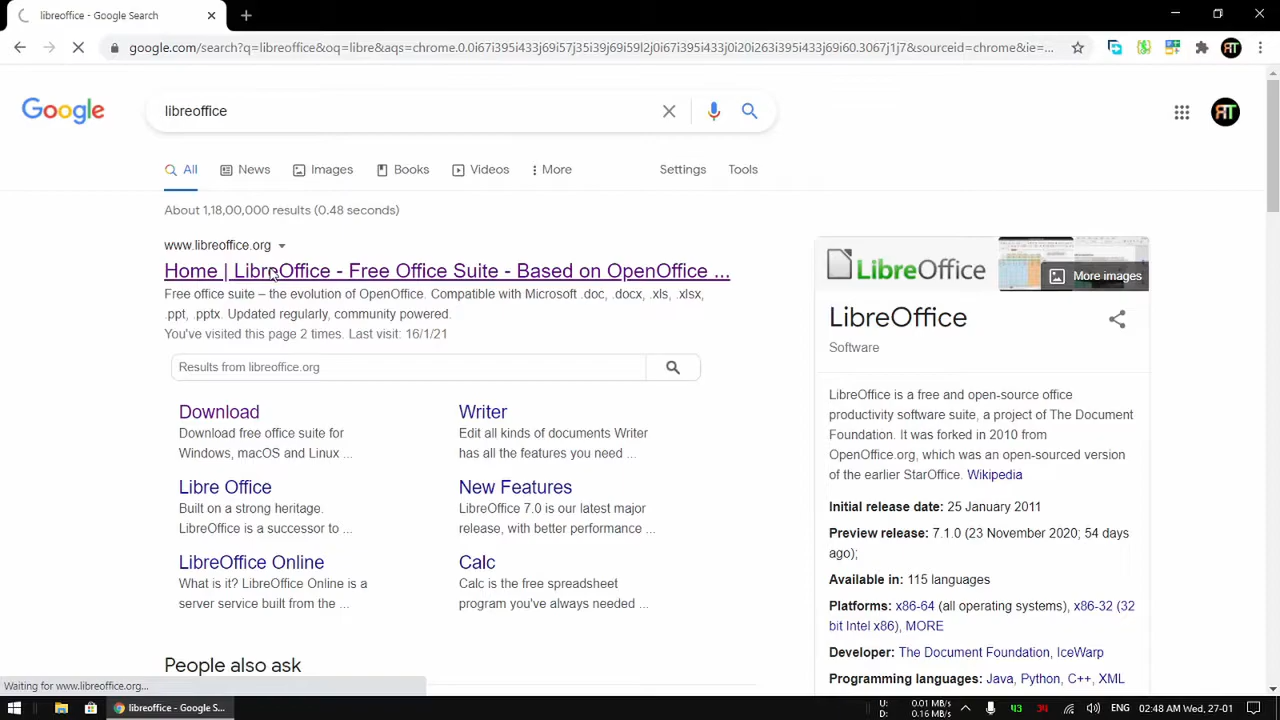 libreoffice - Google Search
google.com/search?q=libreoffice&oq=libre&aqs=chrome.0.0i67i395i433j69i57j35i39j69i59l2j0i67i395i433j0i20i263i395i433j69i60.3067j1j7&sourceid=chrome&ie=...
ЯT
Google
libreoffice
ЯT
All
News
Images
Books
Videos
More
Settings
Tools
About 1,18,00,000 results (0.48 seconds)
www.libreoffice.org
Home | LibreOffice - Free Office Suite - Based on OpenOffice ...
Free office suite – the evolution of OpenOffice. Compatible with Microsoft .doc, .docx, .xls, .xlsx,
.ppt, .pptx. Updated regularly, community powered.
You've visited this page 2 times. Last visit: 16/1/21
Results from libreoffice.org
Download
Download free office suite for
Windows, macOS and Linux ...
Writer
Edit all kinds of documents Writer
has all the features you need ...
Libre Office
Built on a strong heritage.
LibreOffice is a successor to ...
New Features
LibreOffice 7.0 is our latest major
release, with better performance ...
LibreOffice Online
What is it? LibreOffice Online is a
server service built from the ...
Calc
Calc is the free spreadsheet
program you've always needed ...
People also ask
LibreOffice
More images
LibreOffice
Software
LibreOffice is a free and open-source office
productivity software suite, a project of The Document
Foundation. It was forked in 2010 from
OpenOffice.org, which was an open-sourced version
of the earlier StarOffice. Wikipedia
Initial release date: 25 January 2011
Preview release: 7.1.0 (23 November 2020; 54 days
ago);
Available in: 115 languages
Platforms: x86-64 (all operating systems), x86-32 (32
bit Intel x86), MORE
Developer: The Document Foundation, IceWarp
Programming languages: Java, Python, C++, XML
Waiting for www.libreoffice.org...
libreoffice - Google S...
U: 0.01 MB/s
D: 0.16 MB/s
ENG
02:48 AM Wed, 27-01